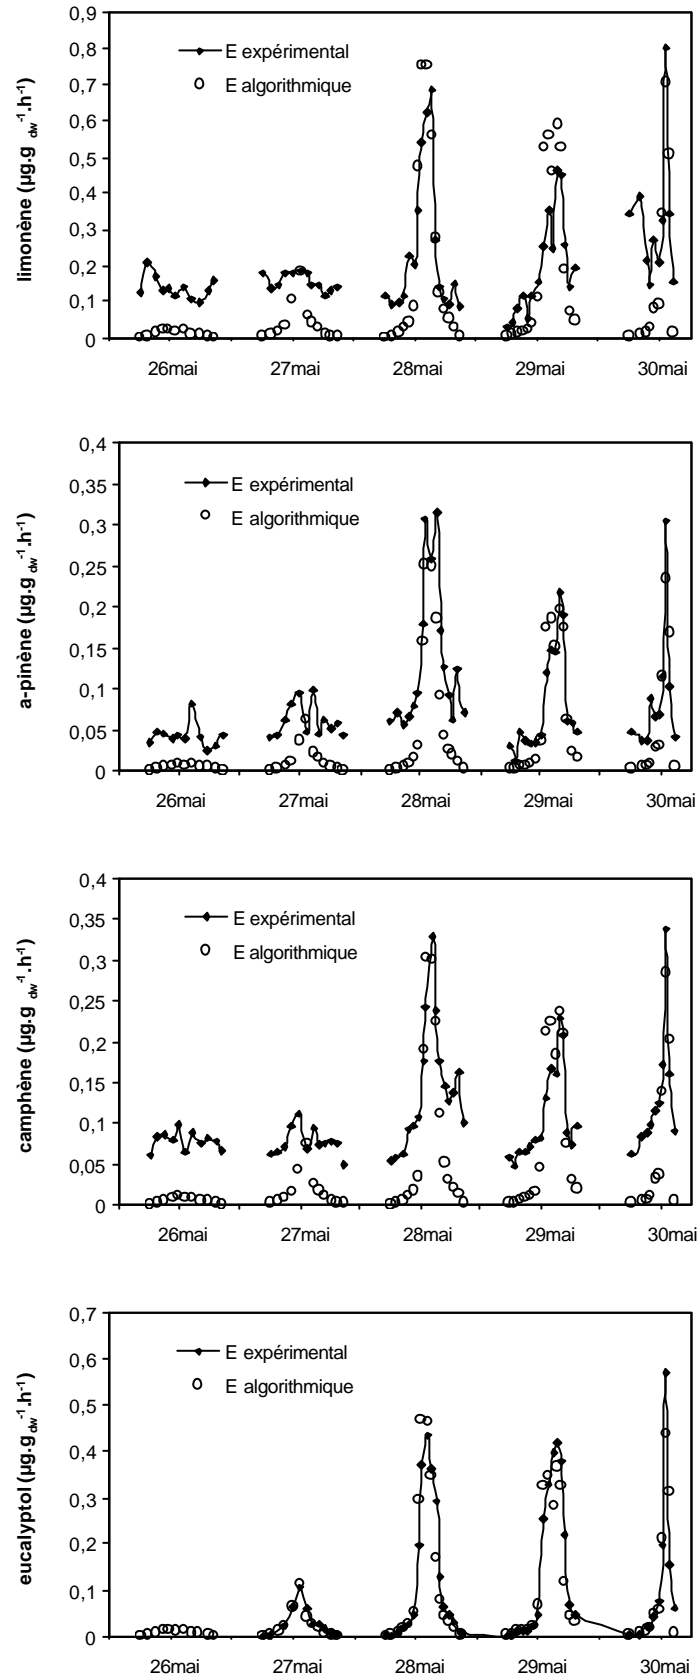 limonène (µg.g dw⁻¹.h⁻¹)
0,9
0,8
0,7
0,6
0,5
0,4
0,3
0,2
0,1
0
E expérimental
E algorithmique
26mai 27mai 28mai 29mai 30mai
a-pinène (µg.g dw⁻¹.h⁻¹)
0,4
0,35
0,3
0,25
0,2
0,15
0,1
0,05
0
E expérimental
E algorithmique
26mai 27mai 28mai 29mai 30mai
camphène (µg.g dw⁻¹.h⁻¹)
0,4
0,35
0,3
0,25
0,2
0,15
0,1
0,05
0
E expérimental
E algorithmique
26mai 27mai 28mai 29mai 30mai
eucalyptol (µg.g dw⁻¹.h⁻¹)
0,7
0,6
0,5
0,4
0,3
0,2
0,1
0
E expérimental
E algorithmique
26mai 27mai 28mai 29mai 30mai